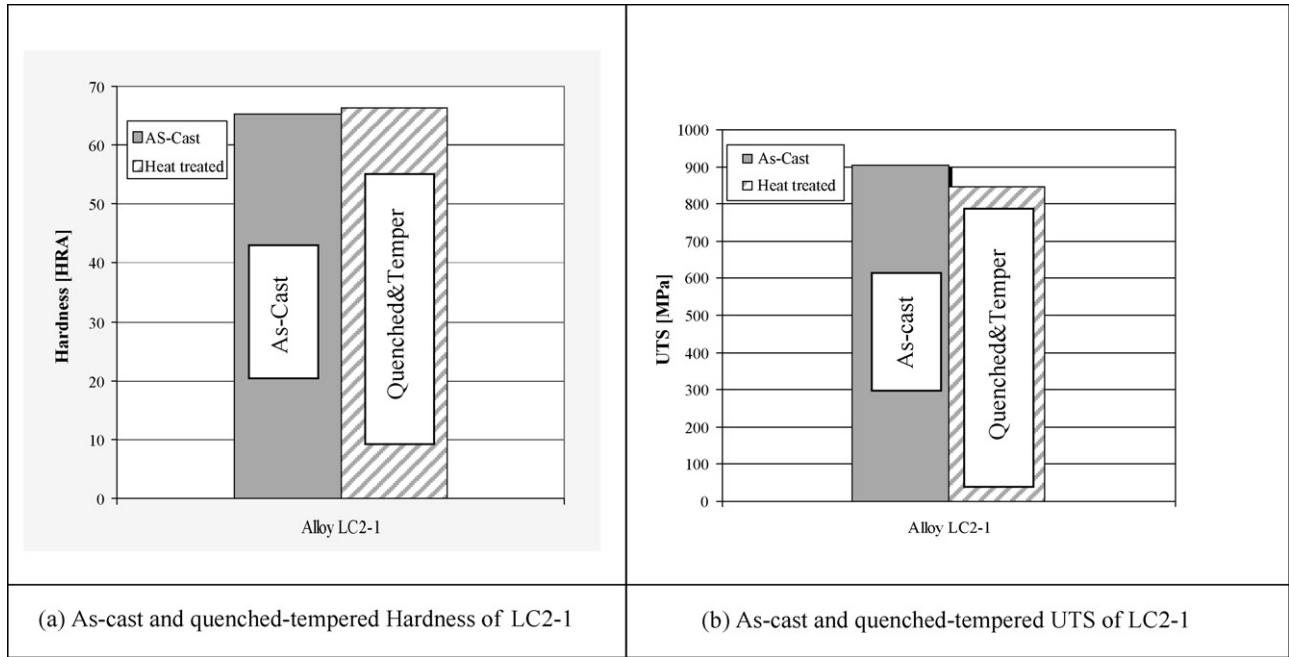 70
60
50
40
30
20
10
0
Hardness [HRA]
AS-Cast
Heat treated
As-Cast
Quenched&Temper
Alloy LC2-1
(a) As-cast and quenched-tempered Hardness of LC2-1
1000
900
800
700
600
500
400
300
200
100
0
UTS [MPa]
As-Cast
Heat treated
As-cast
Quenched&Temper
Alloy LC2-1
(b) As-cast and quenched-tempered UTS of LC2-1